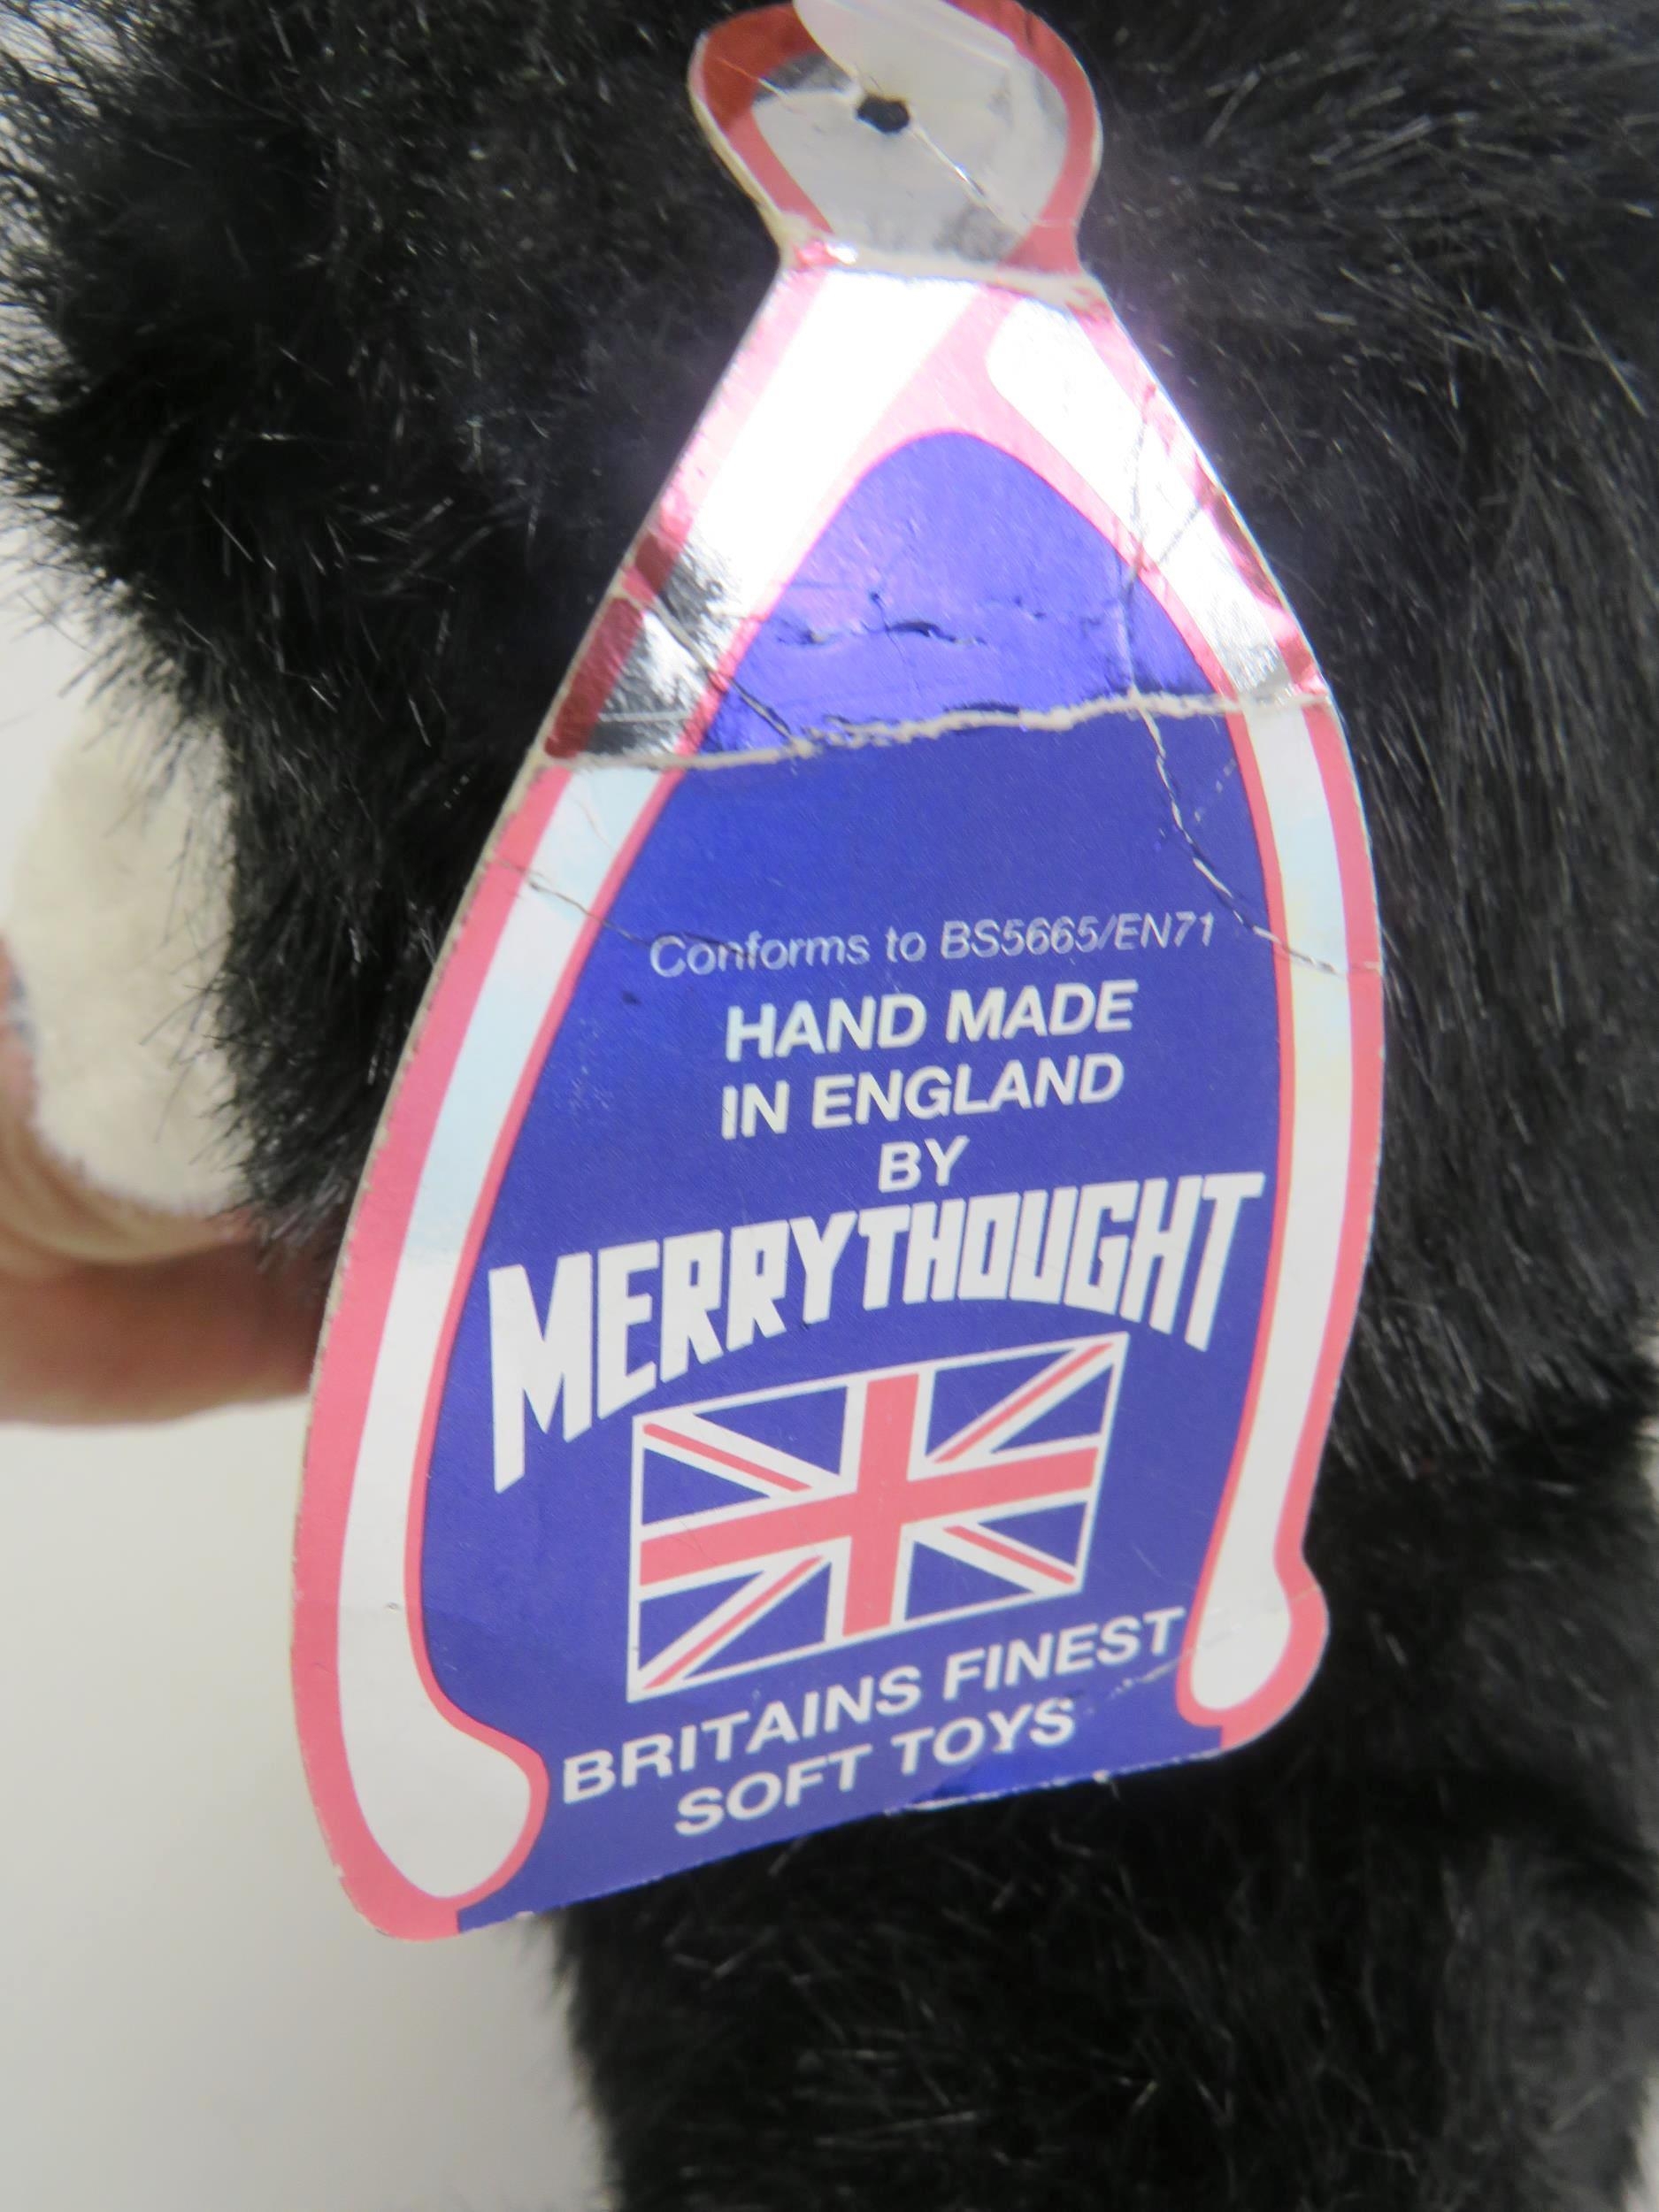 Conforms to BS5665/EN71
HAND MADE
IN ENGLAND
BY
MERRYTHOUGHT
BRITAINS FINEST
SOFT TOYS